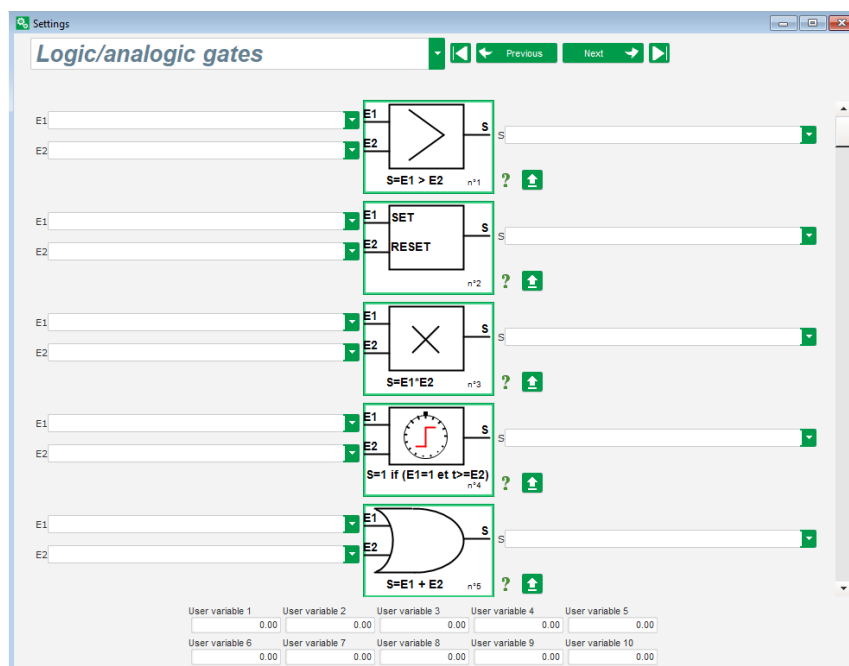 Settings
Logic/analogic gates
Previous
Next
E1
E1
S
S
E2
E2
S=E1 > E2
n°1
?
E1
E1
SET
S
S
E2
E2
RESET
n°2
?
E1
E1
S
S
E2
E2
S=E1*E2
n°3
?
E1
E1
S
S
E2
E2
S=1 if (E1=1 et t>=E2)
n°4
?
E1
E1
S
S
E2
E2
S=E1 + E2
n°5
?
User variable 1 User variable 2 User variable 3 User variable 4 User variable 5
0.00 0.00 0.00 0.00 0.00
User variable 6 User variable 7 User variable 8 User variable 9 User variable 10
0.00 0.00 0.00 0.00 0.00